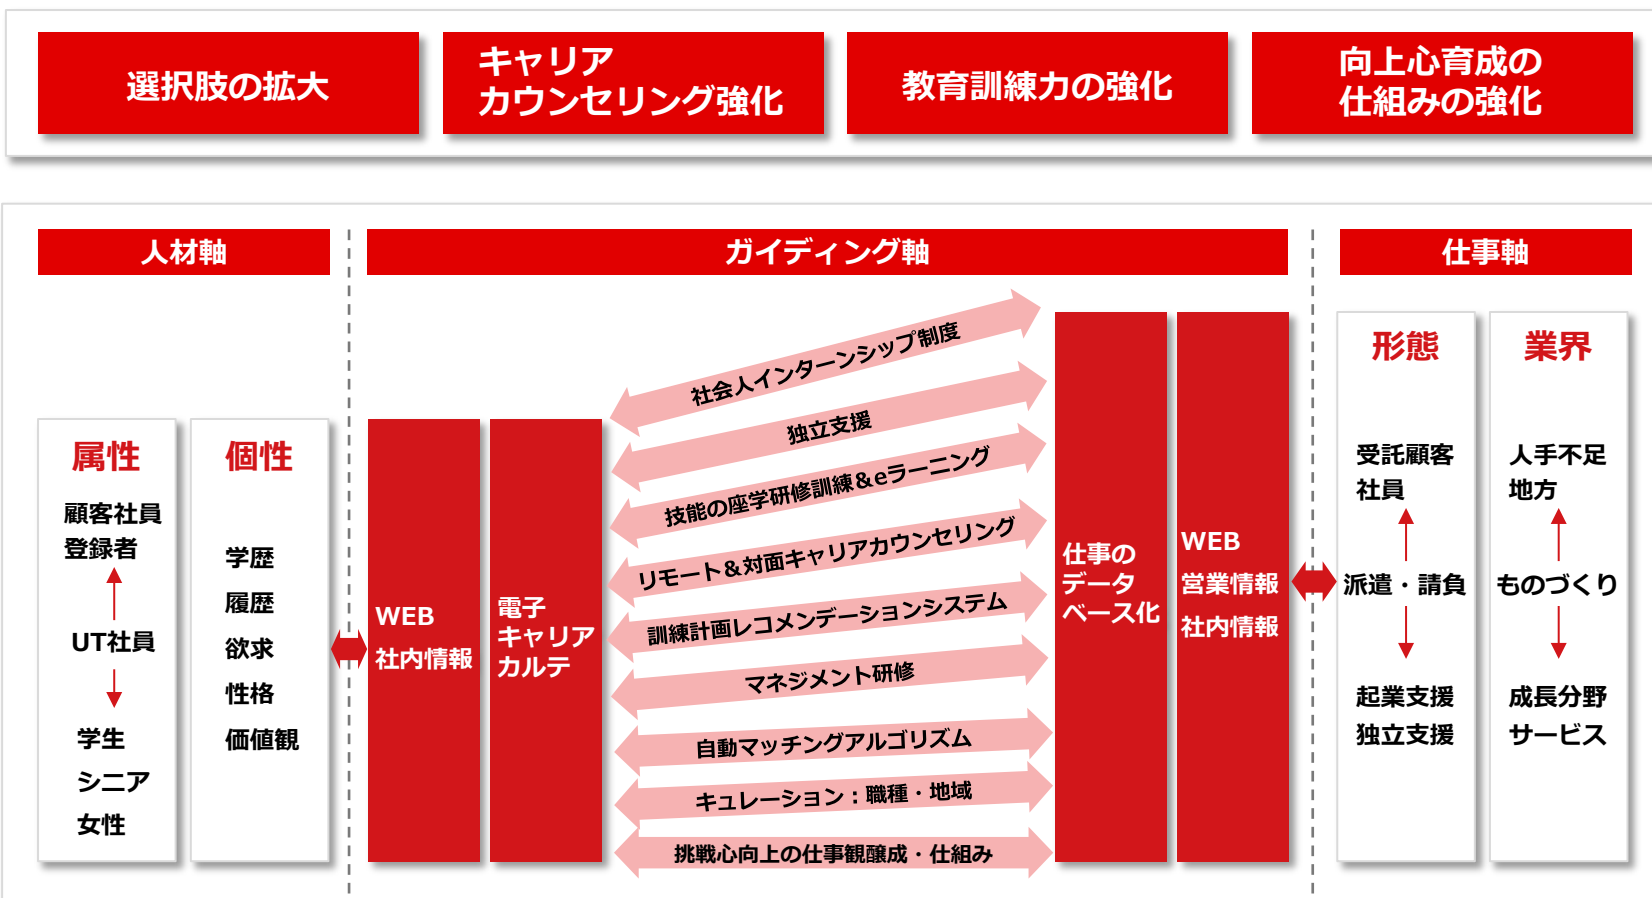 選択肢の拡大
キャリア
カウンセリング強化
教育訓練力の強化
向上心育成の
仕組みの強化
人材軸
ガイディング軸
仕事軸
属性
顧客社員
登録者
UT社員
学生
シニア
女性
個性
学歴
履歴
欲求
性格
価値観
WEB
社内情報
電子
キャリア
カルテ
社会人インターンシップ制度
独立支援
技能の座学研修訓練&eラーニング
リモート&対面キャリアカウンセリング
訓練計画レコメンデーションシステム
マネジメント研修
自動マッチングアルゴリズム
キュレーション：職種・地域
挑戦心向上の仕事観醸成・仕組み
仕事の
データ
ベース化
WEB
営業情報
社内情報
形態
受託顧客
社員
派遣・請負
起業支援
独立支援
業界
人手不足
地方
ものづくり
成長分野
サービス